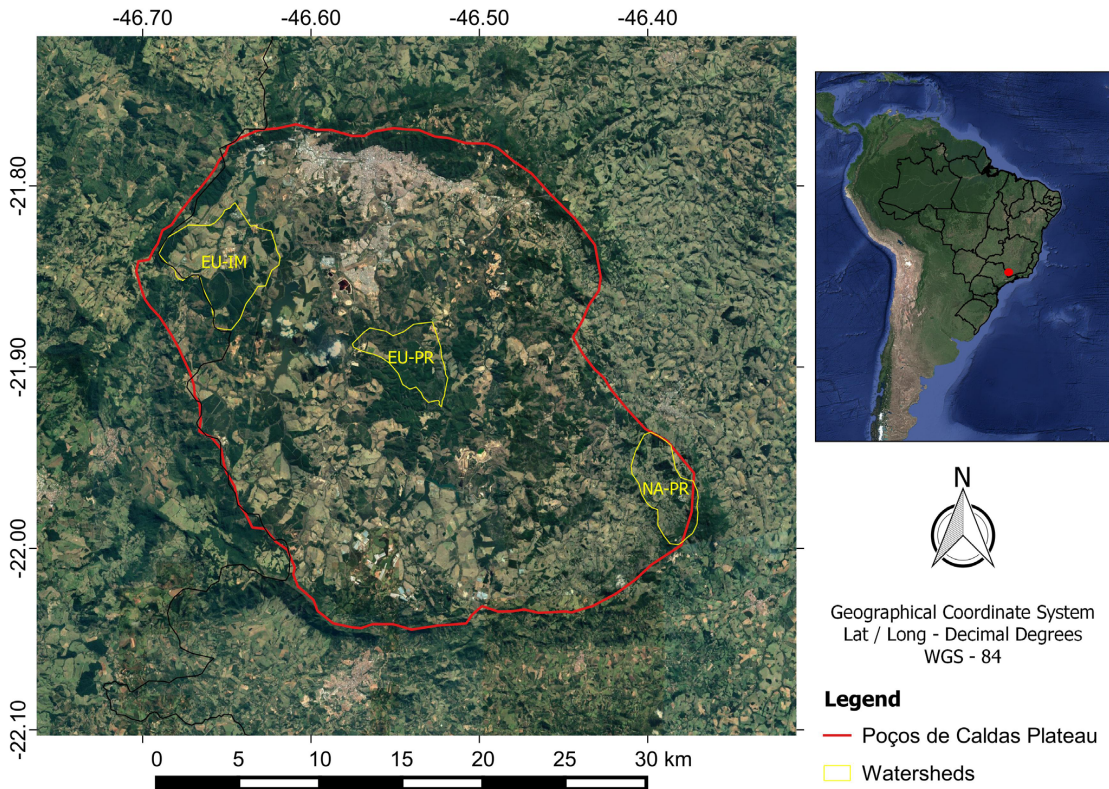 -46.70 -46.60 -46.50 -46.40
-21.80
-21.90
-22.00
-22.10
EU-IM
EU-PR
NA-PR
0 5 10 15 20 25 30 km
N
Geographical Coordinate System
Lat / Long - Decimal Degrees
WGS - 84
Legend
Poços de Caldas Plateau
Watersheds